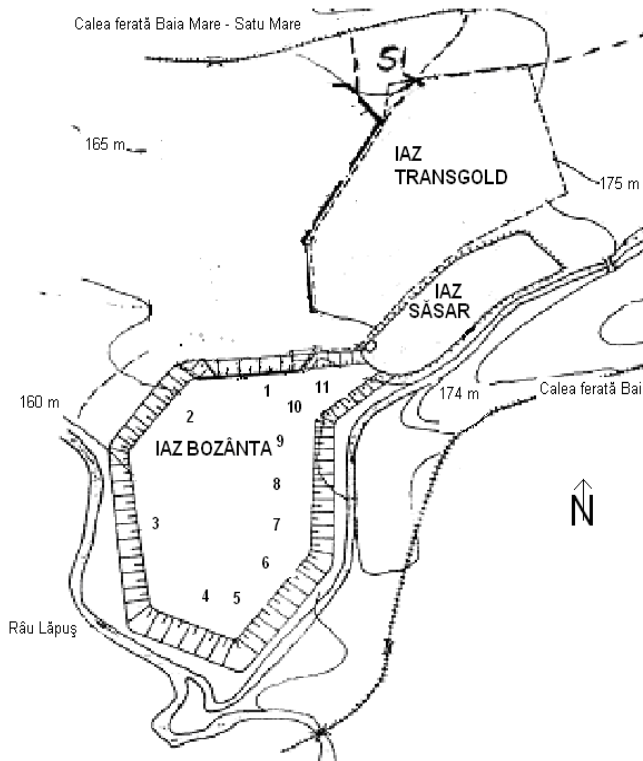 Calea ferată Baia Mare - Satu Mare
S1
165 m
IAZ
TRANSGOLD
175 m
IAZ
SĂSAR
1
11
10
174 m
Calea ferată Bai
160 m
2
9
IAZ BOZÂNTA
8
3
7
6
4
5
N
Râu Lăpuş